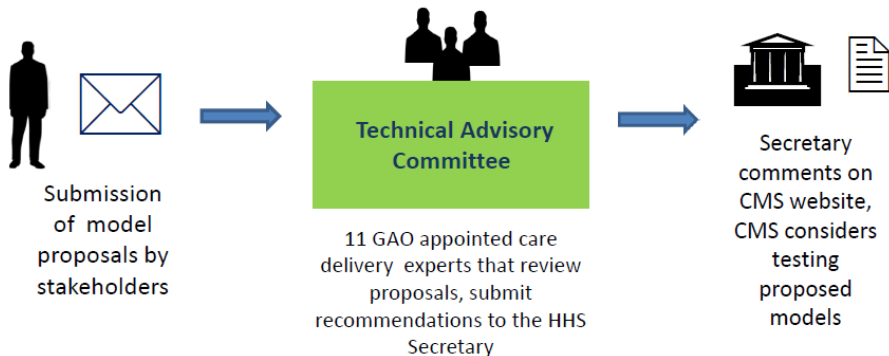 Submission
of model
proposals by
stakeholders
Technical Advisory
Committee
11 GAO appointed care
delivery experts that review
proposals, submit
recommendations to the HHS
Secretary
Secretary
comments on
CMS website,
CMS considers
testing
proposed
models